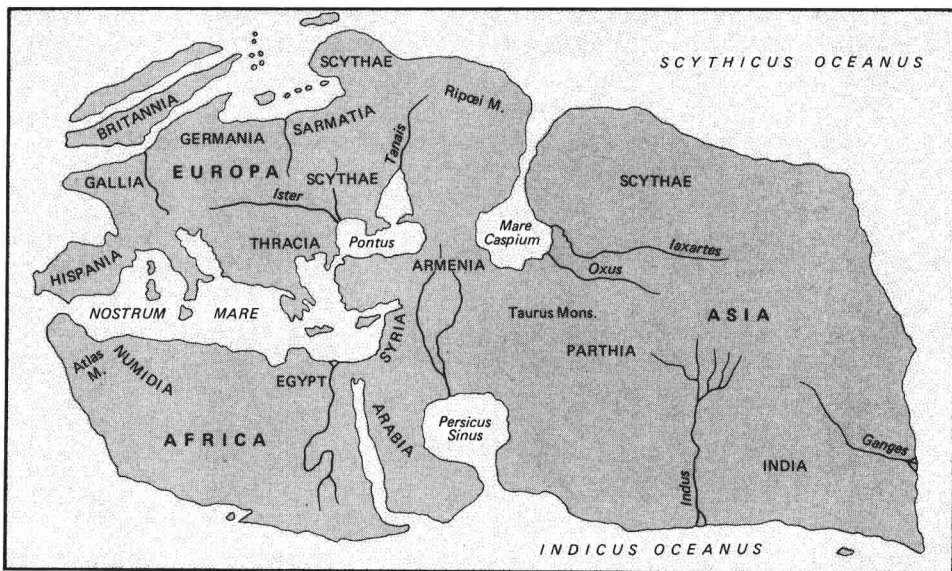 SCYTHICUS OCEANUS
SCYTHAE
Ripœi M.
BRITANNIA
GERMANIA
SARMATIA
Tanais
EUROPA
SCYTHAE
SCYTHAE
GALLIA
Ister
THRACIA
Pontus
Mare
Caspium
Iaxartes
Oxus
HISPANIA
ARMENIA
NOSTRUM MARE
SYRIA
Taurus Mons.
ASIA
PARTHIA
Atlas
M.
NUMIDIA
EGYPT
AFRICA
ARABIA
Persicus
Sinus
Indus
INDIA
Ganges
INDICUS OCEANUS